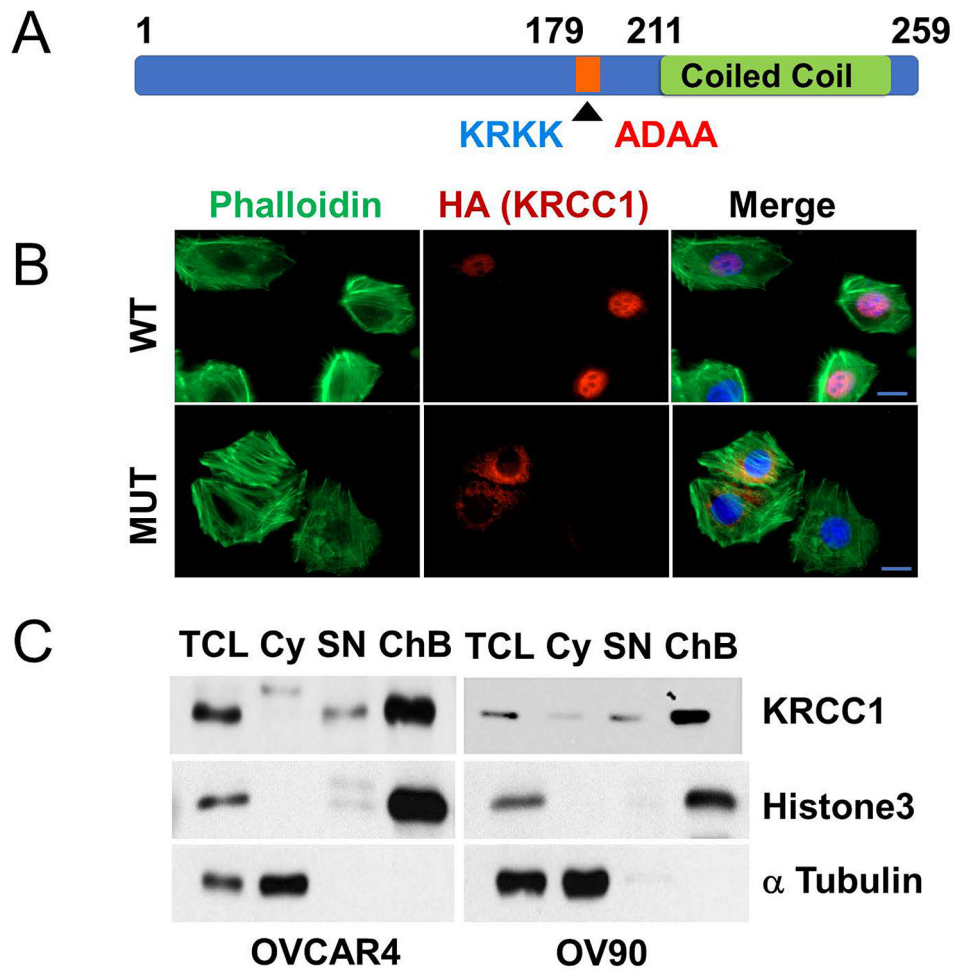 A
1 179 211 259
Coiled Coil
KRKK ADAA
B
Phalloidin HA (KRCC1) Merge
WT
MUT
C
TCL Cy SN ChB TCL Cy SN ChB
KRCC1
Histone3
α Tubulin
OVCAR4 OV90